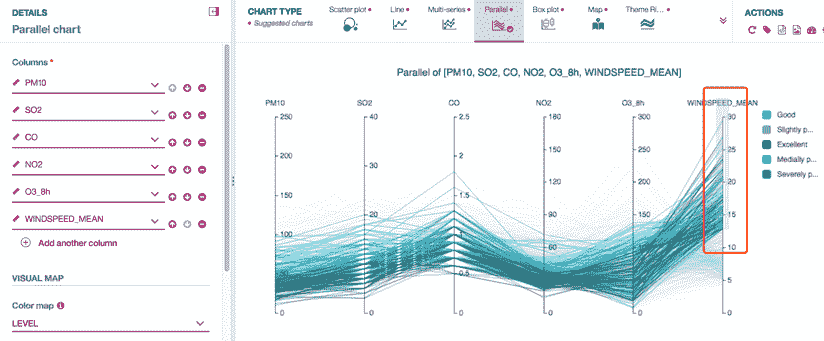 DETAILS
Parallel chart
Columns *
PM10
SO2
CO
NO2
O3_8h
WINDSPEED_MEAN
Add another column
VISUAL MAP
Color map
LEVEL
CHART TYPE
Suggested charts
Scatter plot
Line
Multi-series
Parallel
Box plot
Map
Theme Ri...
ACTIONS
Parallel of [PM10, SO2, CO, NO2, O3_8h, WINDSPEED_MEAN]
PM10 SO2 CO NO2 O3_8h WINDSPEED_MEAN
250 40 2.5 180 300 30
200 2 150 25
30
150 120 200 20
1.5
20 90 15
100 150
1 60 10
100
50 10 0.5 5
0 0 0 0 0
Good
Slightly p...
Excellent
Medially p...
Severely p...